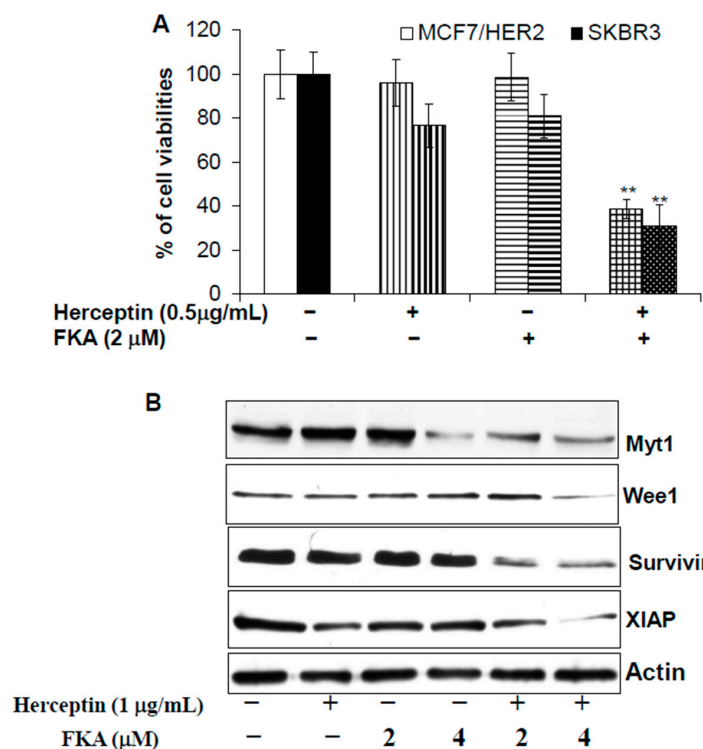 A
MCF7/HER2 SKBR3
120
100
80
60
40
20
0
% of cell viabilities
** **
Herceptin (0.5µg/mL) – + – +
FKA (2 µM) – – + +
B
Myt1
Wee1
Survivin
XIAP
Actin
Herceptin (1 µg/mL) – + – – + +
FKA (µM) – – 2 4 2 4